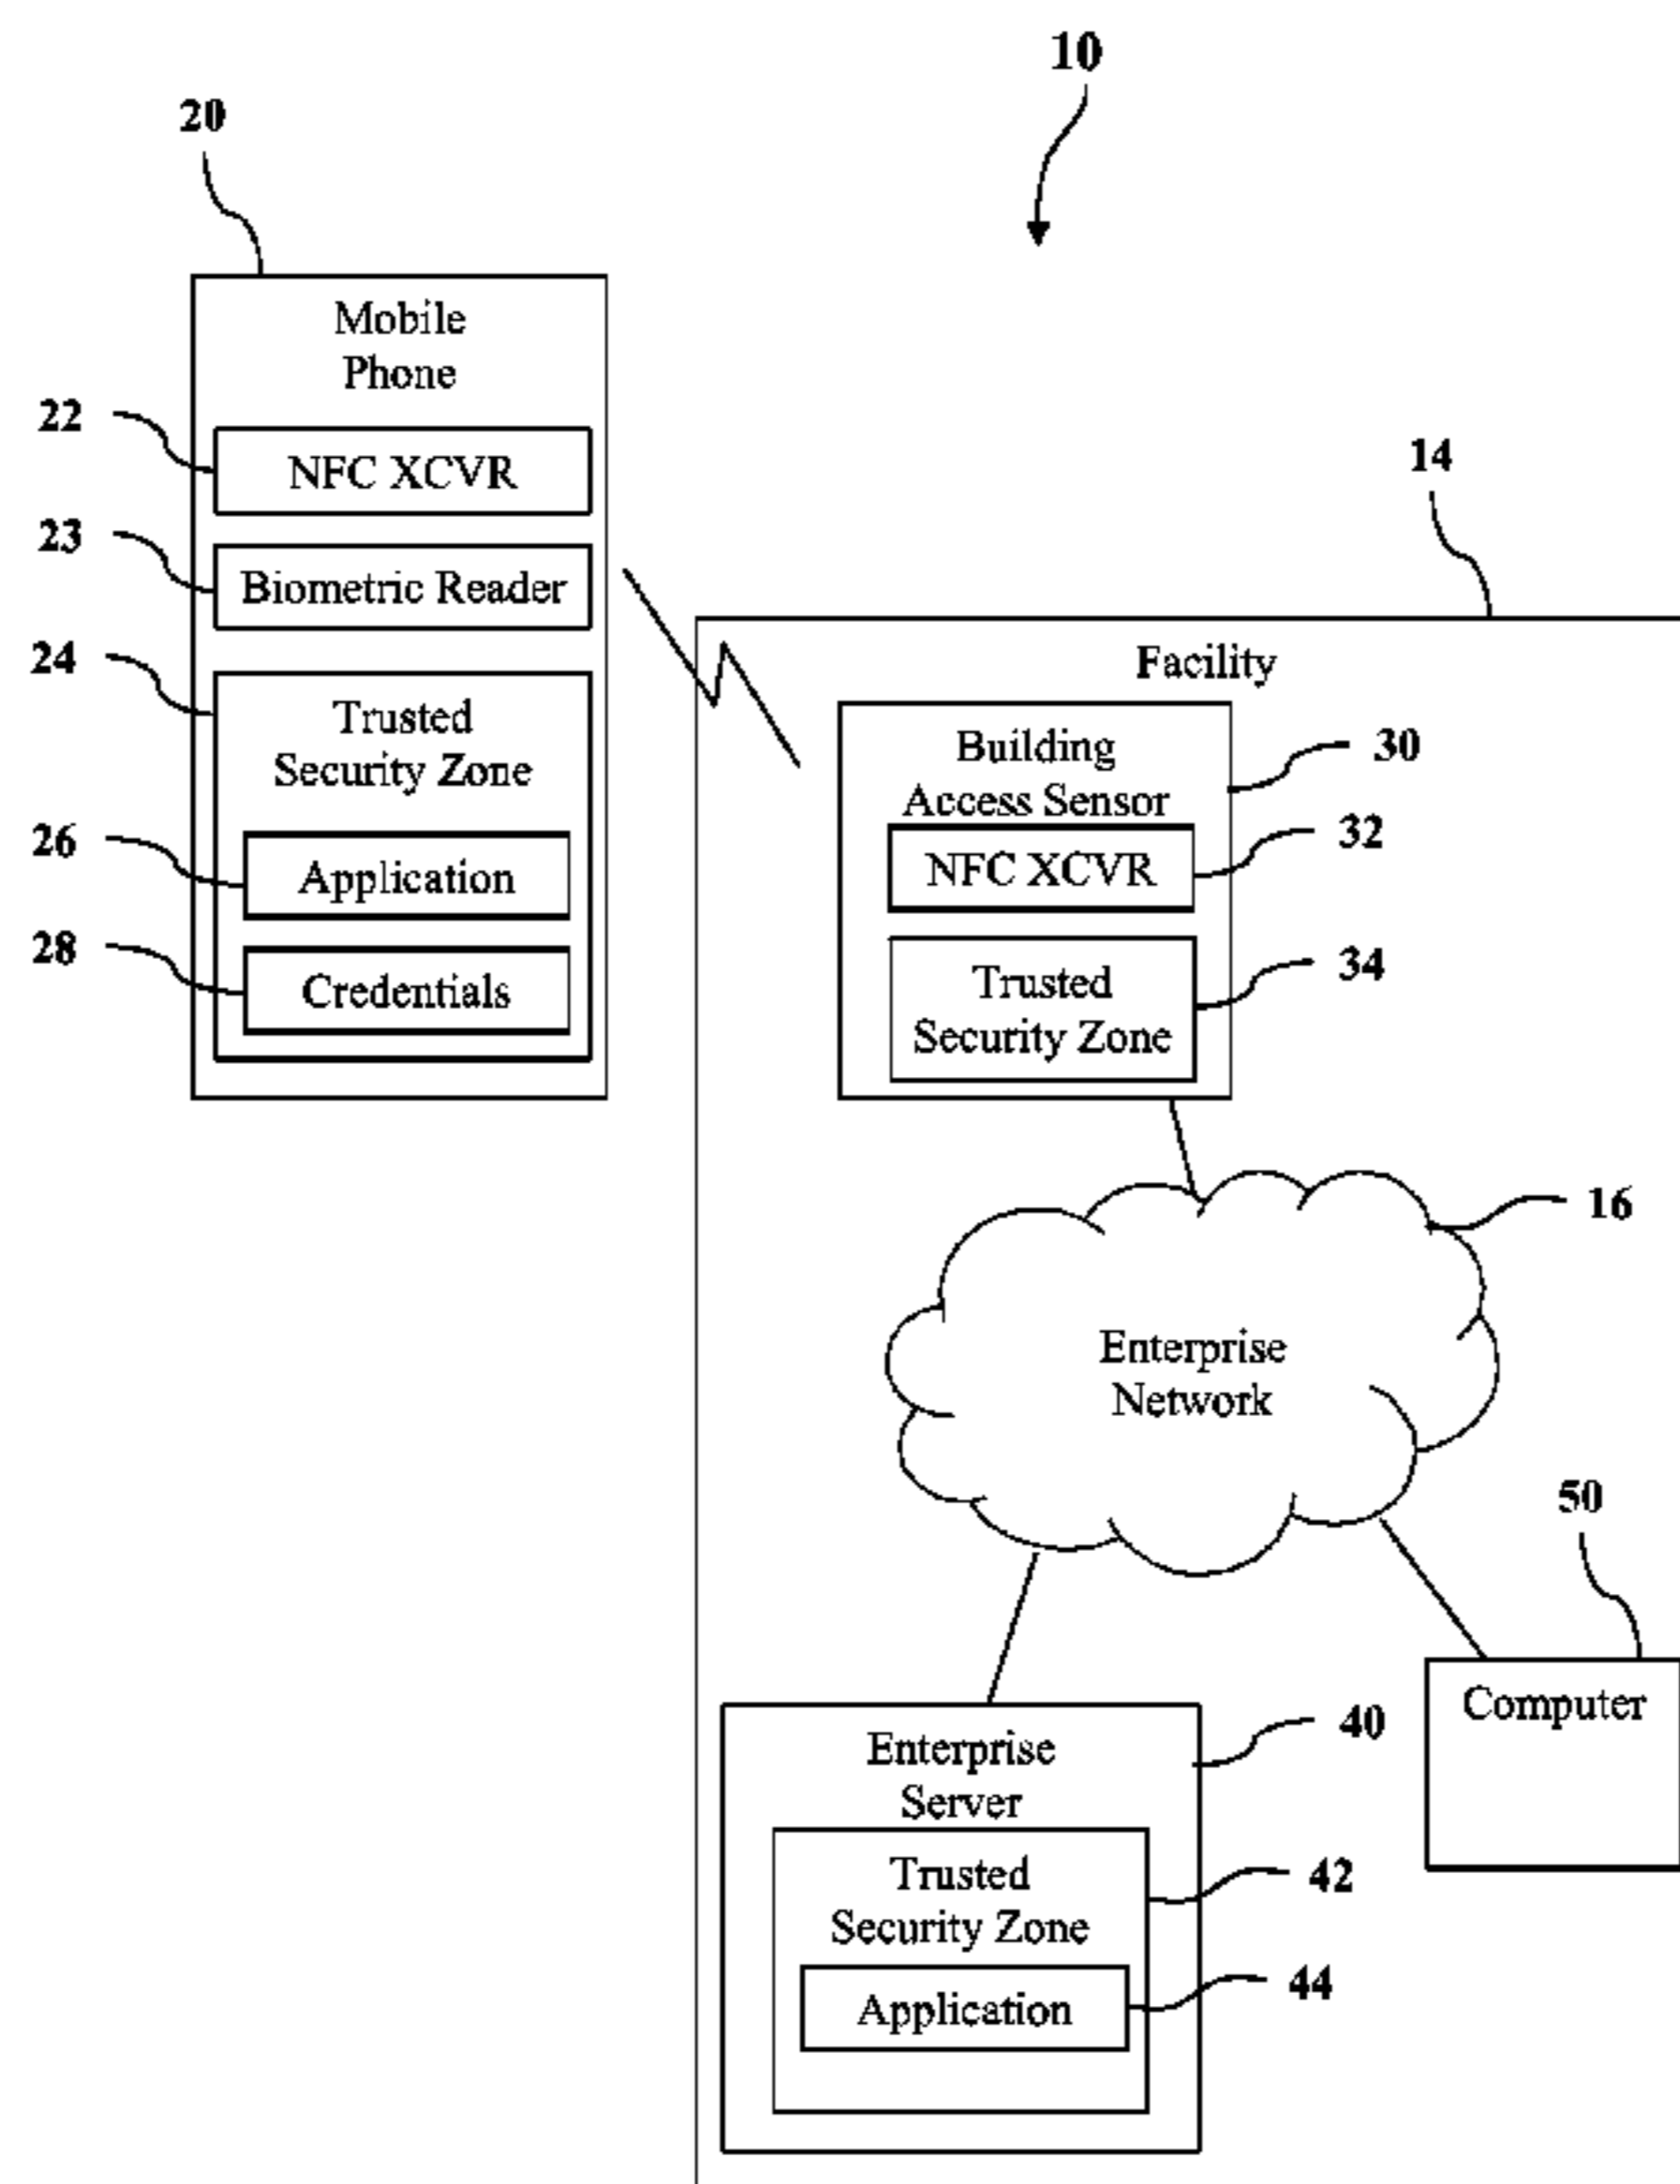 10
20
Mobile
Phone
22
NFC XCVR
23
Biometric Reader
24
Trusted
Security Zone
26
Application
28
Credentials
14
Facility
Building
Access Sensor
30
NFC XCVR
32
Trusted
Security Zone
34
16
Enterprise
Network
50
Computer
Enterprise
Server
40
Trusted
Security Zone
42
Application
44